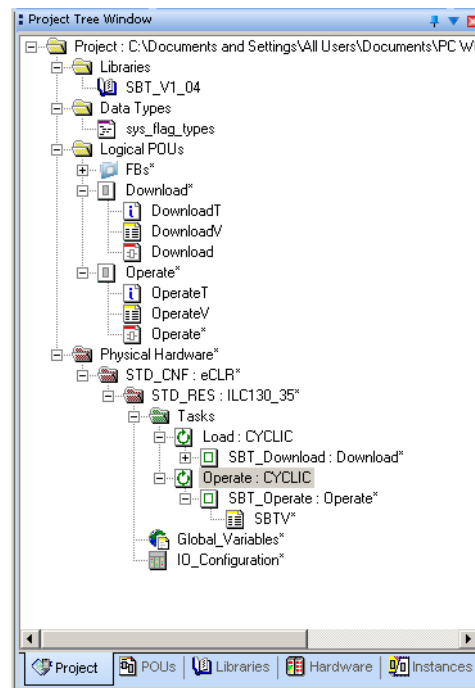 Project Tree Window
Project : C:\Documents and Settings\All Users\Documents\PC W
Libraries
SBT_V1_04
Data Types
sys_flag_types
Logical POUs
FBs*
Download*
DownloadT
DownloadV
Download
Operate*
OperateT
OperateV
Operate*
Physical Hardware*
STD_CNF : eCLR*
STD_RES : ILC130_35*
Tasks
Load : CYCLIC
SBT_Download : Download*
Operate : CYCLIC
SBT_Operate : Operate*
SBTV*
Global_Variables*
IO_Configuration*
Project POUs Libraries Hardware Instances